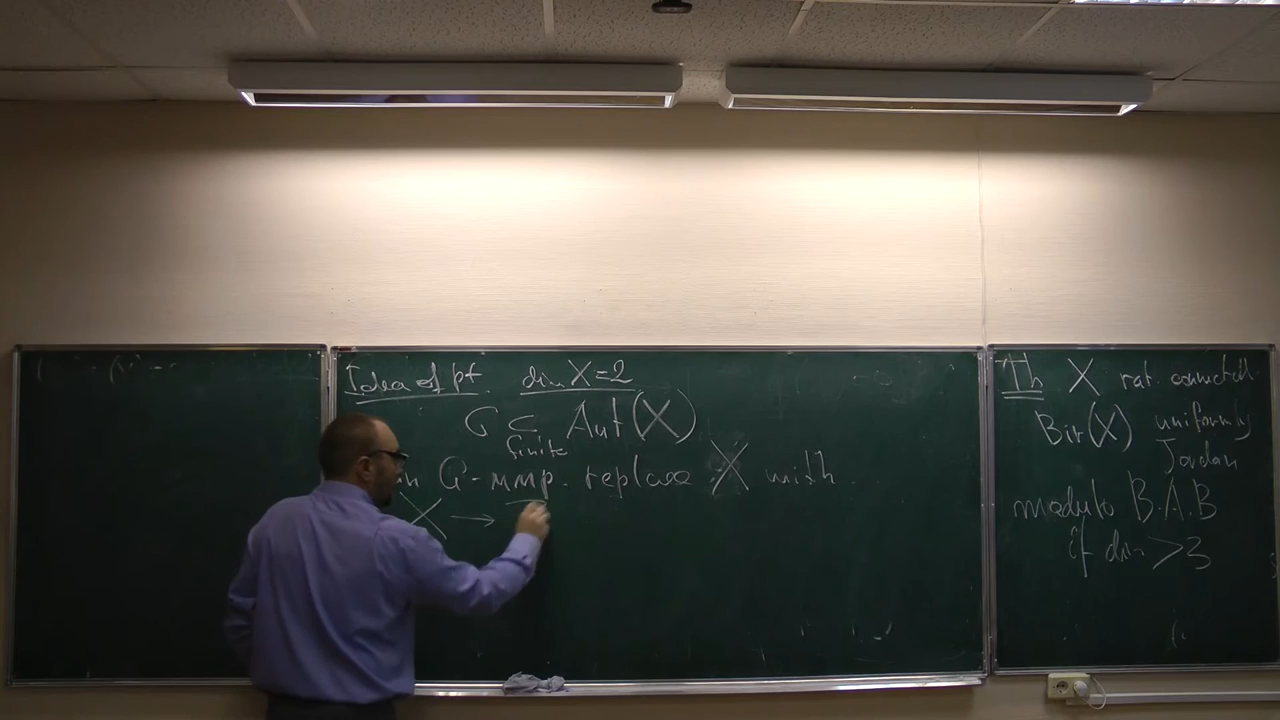 Idea of pf. dim X=2
G ⊂ Aut(X)
finite
G-MMP. replace X with
X →
Th X rat. connected
Bir(X) uniformly
Jordan
modulo B.A.B
if dim >3